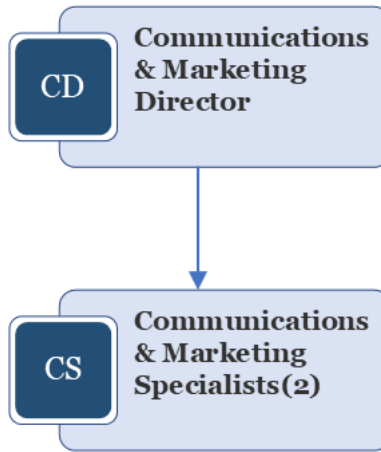 CD
Communications
& Marketing
Director
CS
Communications
& Marketing
Specialists(2)